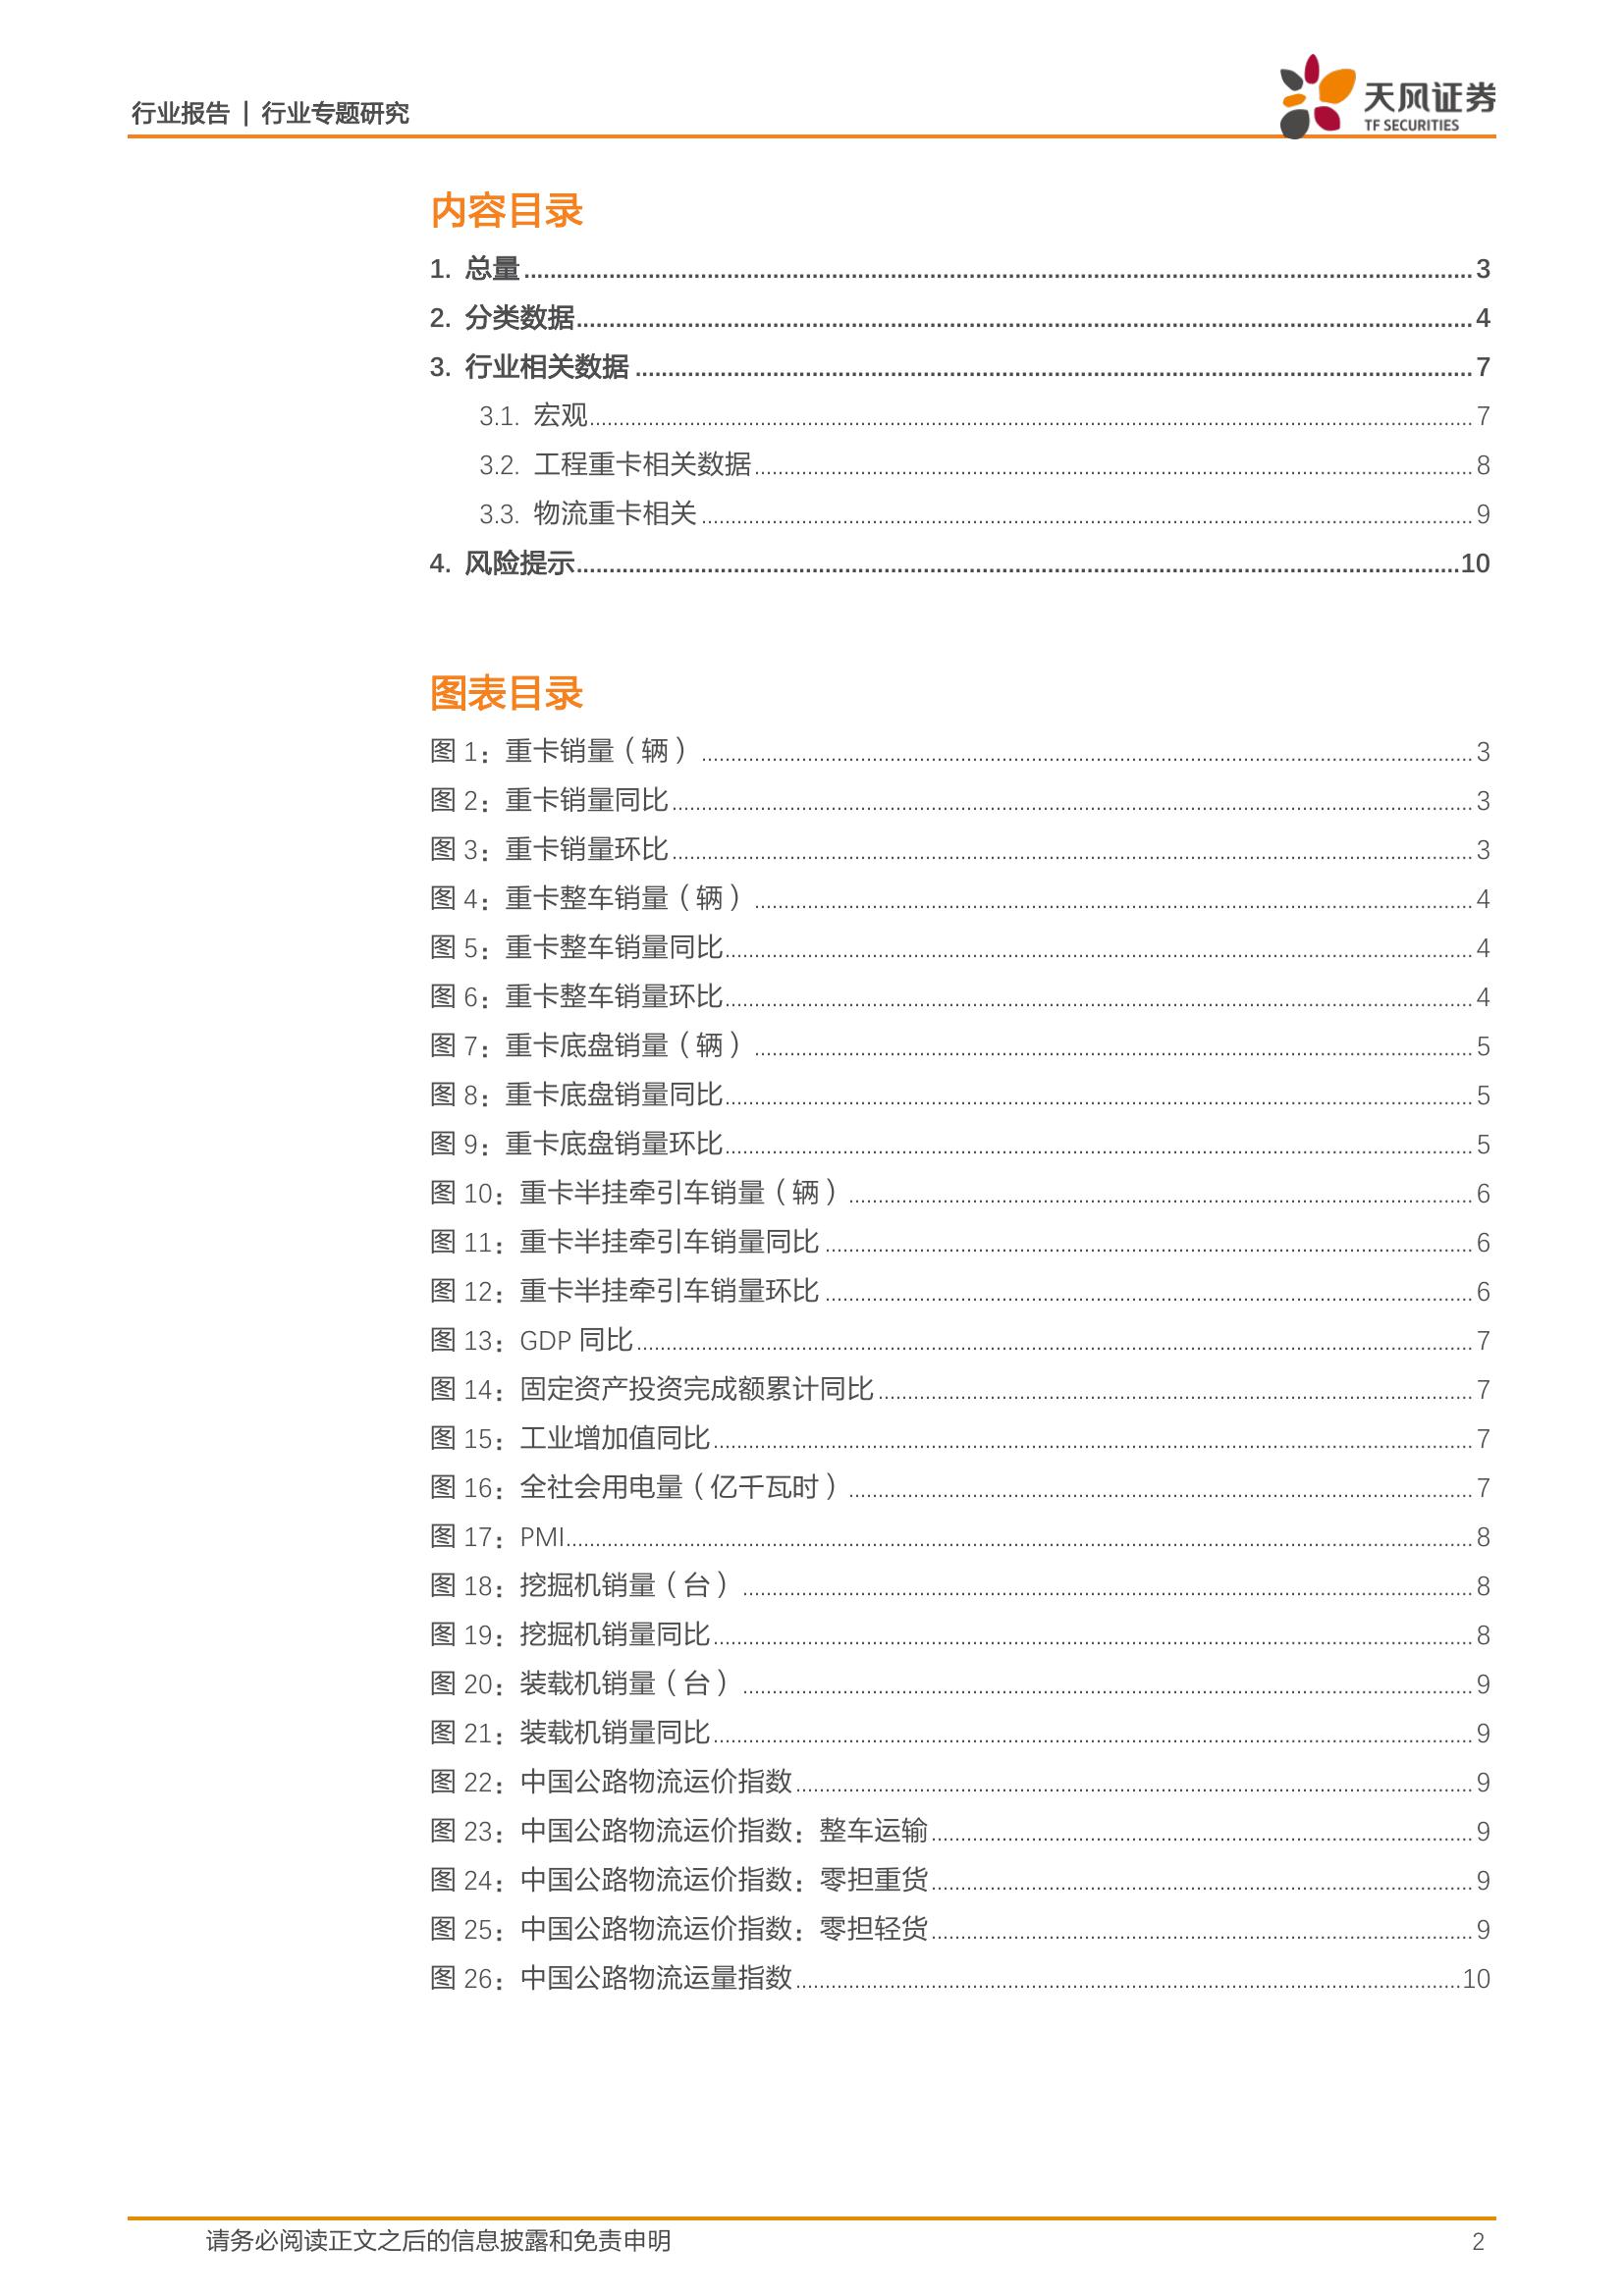 行业报告 | 行业专题研究
天风证券
TF SECURITIES
内容目录
1. 总量 3
2. 分类数据 4
3. 行业相关数据 7
3.1. 宏观 7
3.2. 工程重卡相关数据 8
3.3. 物流重卡相关 9
4. 风险提示 10
图表目录
图 1：重卡销量（辆） 3
图 2：重卡销量同比 3
图 3：重卡销量环比 3
图 4：重卡整车销量（辆） 4
图 5：重卡整车销量同比 4
图 6：重卡整车销量环比 4
图 7：重卡底盘销量（辆） 5
图 8：重卡底盘销量同比 5
图 9：重卡底盘销量环比 5
图 10：重卡半挂牵引车销量（辆） 6
图 11：重卡半挂牵引车销量同比 6
图 12：重卡半挂牵引车销量环比 6
图 13：GDP 同比 7
图 14：固定资产投资完成额累计同比 7
图 15：工业增加值同比 7
图 16：全社会用电量（亿千瓦时） 7
图 17：PMI 8
图 18：挖掘机销量（台） 8
图 19：挖掘机销量同比 8
图 20：装载机销量（台） 9
图 21：装载机销量同比 9
图 22：中国公路物流运价指数 9
图 23：中国公路物流运价指数：整车运输 9
图 24：中国公路物流运价指数：零担重货 9
图 25：中国公路物流运价指数：零担轻货 9
图 26：中国公路物流运量指数 10
请务必阅读正文之后的信息披露和免责申明 2